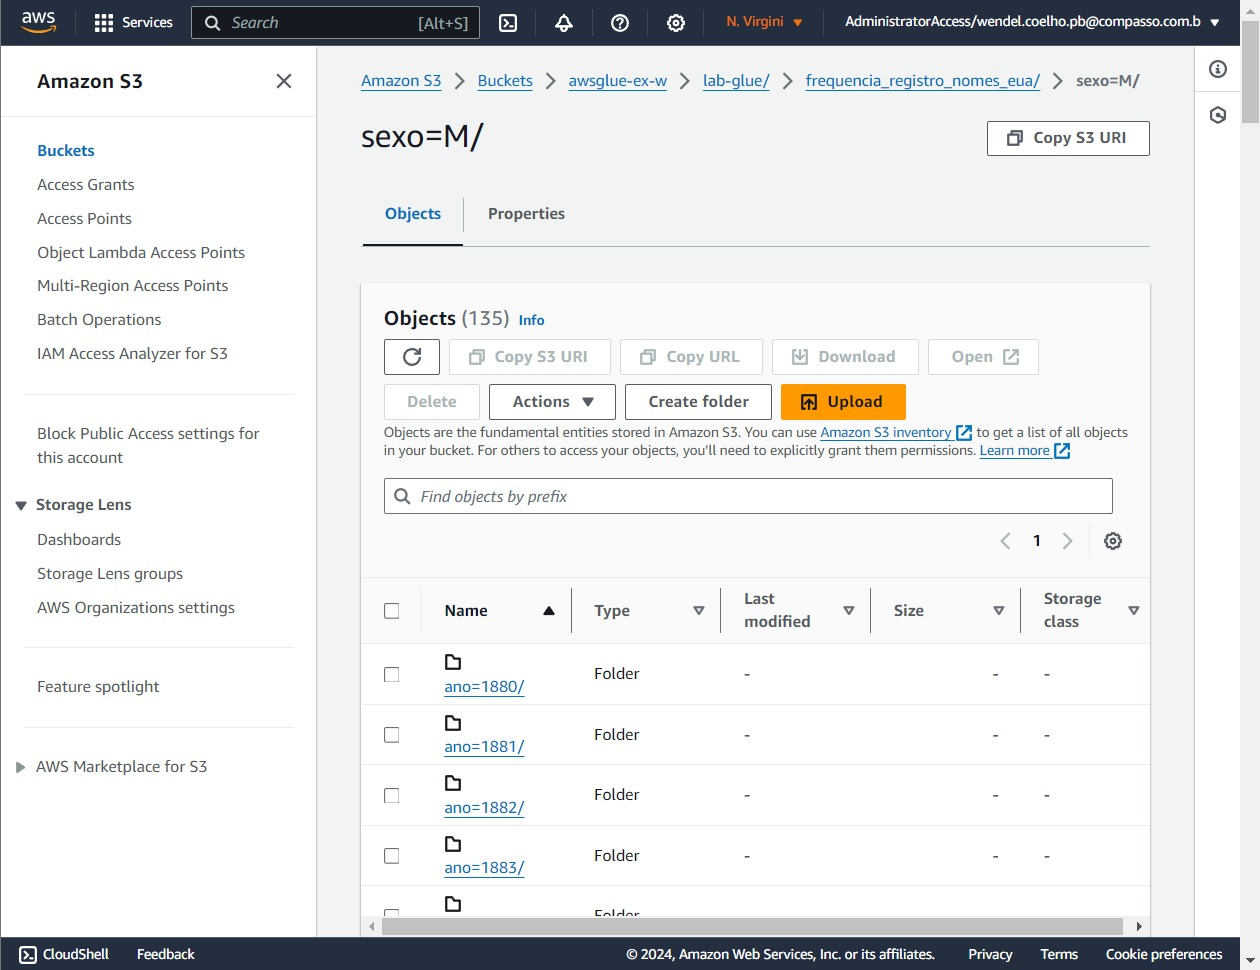 aws
Services
Search [Alt+S]
N. Virgini
AdministratorAccess/wendel.coelho.pb@compasso.com.b
Amazon S3
Buckets
Access Grants
Access Points
Object Lambda Access Points
Multi-Region Access Points
Batch Operations
IAM Access Analyzer for S3
Block Public Access settings for
this account
Storage Lens
Dashboards
Storage Lens groups
AWS Organizations settings
Feature spotlight
AWS Marketplace for S3
Amazon S3 > Buckets > awsglue-ex-w > lab-glue/ > frequencia_registro_nomes_eua/ > sexo=M/
sexo=M/
Copy S3 URI
Objects
Properties
Objects (135) Info
Copy S3 URI
Copy URL
Download
Open
Delete
Actions
Create folder
Upload
Objects are the fundamental entities stored in Amazon S3. You can use Amazon S3 inventory to get a list of all objects
in your bucket. For others to access your objects, you'll need to explicitly grant them permissions. Learn more
Find objects by prefix
1
Name Type Last modified Size Storage class
ano=1880/ Folder - - -
ano=1881/ Folder - - -
ano=1882/ Folder - - -
ano=1883/ Folder - - -
Folder
CloudShell Feedback © 2024, Amazon Web Services, Inc. or its affiliates. Privacy Terms Cookie preferences